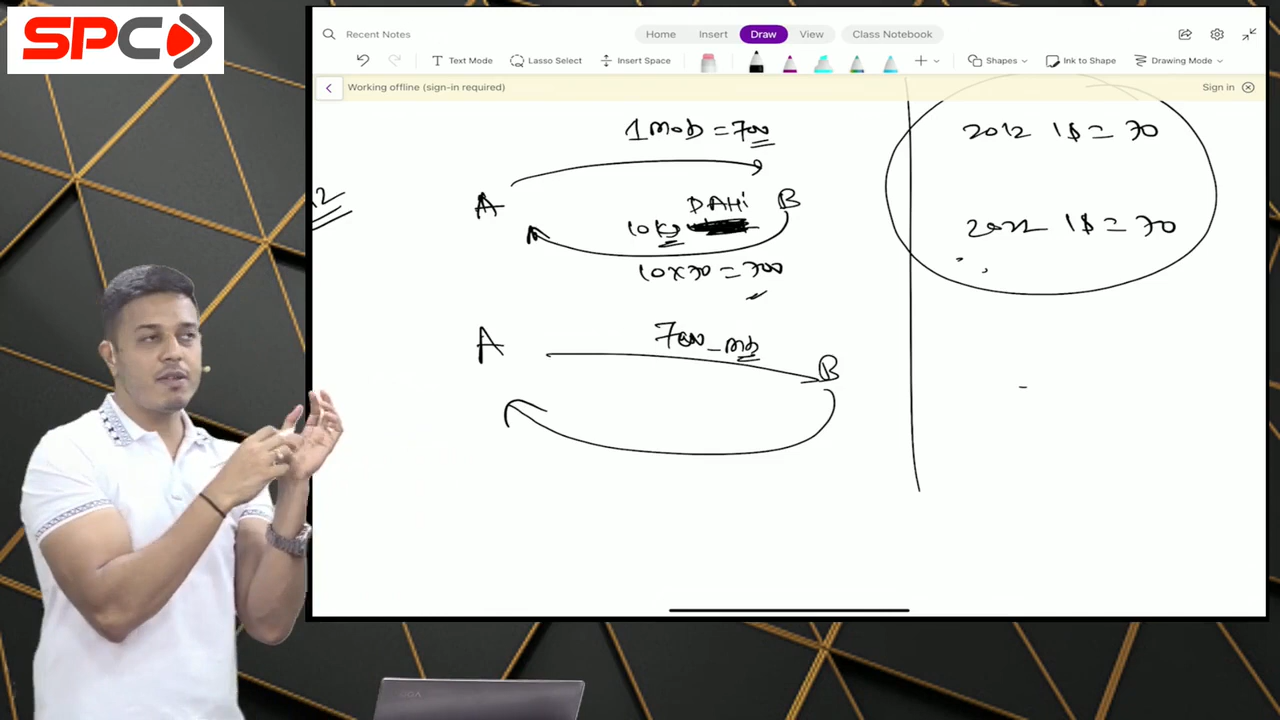 SPC
Recent Notes
Home Insert Draw View Class Notebook
T Text Mode Lasso Select Insert Space Shapes Ink to Shape Drawing Mode
Working offline (sign-in required) Sign in
1 mob = 700
A B
DAHI
10 kg
10x70 = 700
A 700 - mb B
2012 1$ = 70
2022 1$ = 70